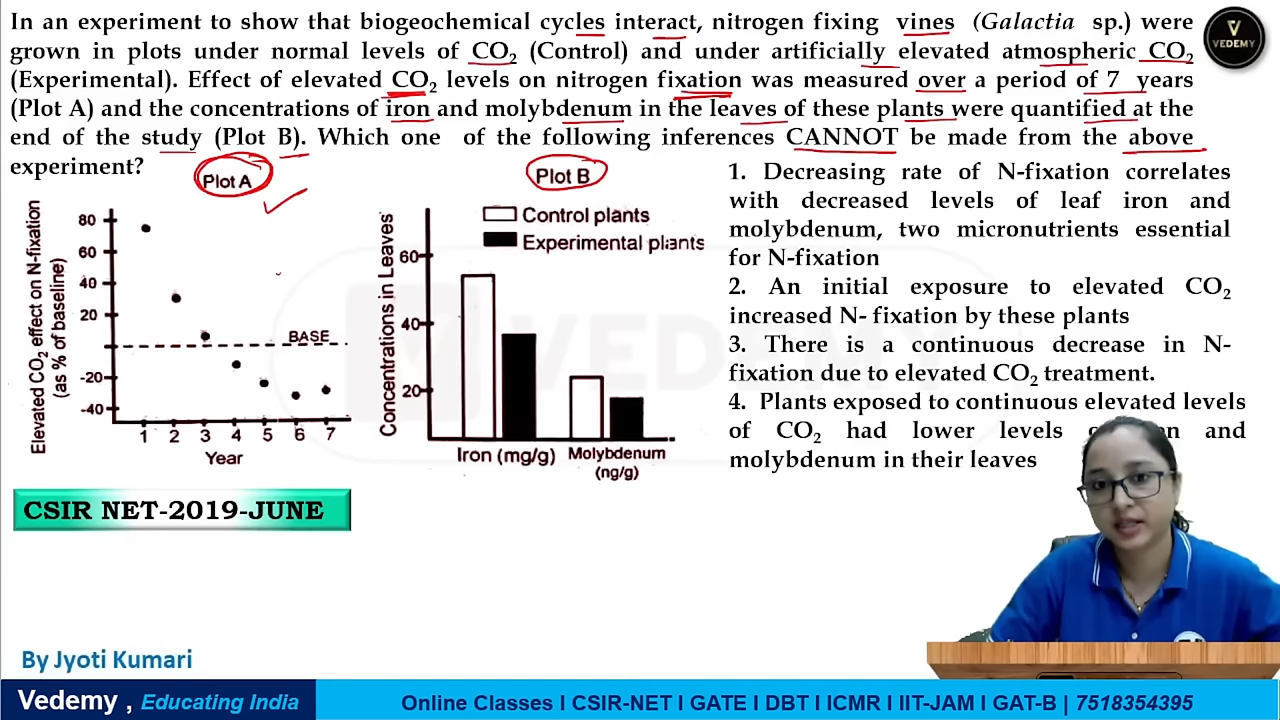 In an experiment to show that biogeochemical cycles interact, nitrogen fixing vines (Galactia sp.) were
grown in plots under normal levels of CO₂ (Control) and under artificially elevated atmospheric CO₂
(Experimental). Effect of elevated CO₂ levels on nitrogen fixation was measured over a period of 7 years
(Plot A) and the concentrations of iron and molybdenum in the leaves of these plants were quantified at the
end of the study (Plot B). Which one of the following inferences CANNOT be made from the above
experiment?
VEDEMY
Plot A
Elevated CO₂ effect on N-fixation
(as % of baseline)
80
60
40
20
-20
-40
BASE
1 2 3 4 5 6 7
Year
Plot B
Control plants
Experimental plants
Concentrations in Leaves
60
40
20
Iron (mg/g)
Molybdenum
(ng/g)
1. Decreasing rate of N-fixation correlates
with decreased levels of leaf iron and
molybdenum, two micronutrients essential
for N-fixation
2. An initial exposure to elevated CO₂
increased N- fixation by these plants
3. There is a continuous decrease in N-
fixation due to elevated CO₂ treatment.
4. Plants exposed to continuous elevated levels
of CO₂ had lower levels and
molybdenum in their leaves
VEDEMY
CSIR NET-2019-JUNE
By Jyoti Kumari
Vedemy , Educating India
Online Classes I CSIR-NET I GATE I DBT I ICMR I IIT-JAM I GAT-B | 7518354395